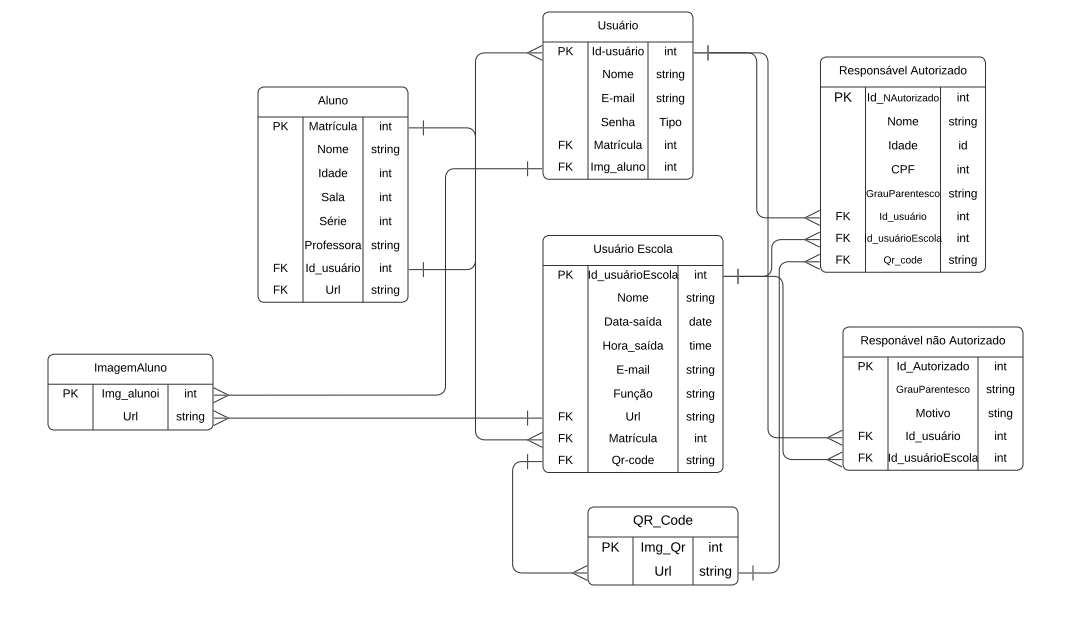 Usuário
PK Id-usuário int
Nome string
E-mail string
Senha Tipo
FK Matrícula int
FK Img_aluno int
Responsável Autorizado
PK Id_NAutorizado int
Nome string
Idade id
CPF int
GrauParentesco string
FK Id_usuário int
FK d_usuárioEscola int
FK Qr_code string
Aluno
PK Matrícula int
Nome string
Idade int
Sala int
Série int
Professora string
FK Id_usuário int
FK Url string
Usuário Escola
PK Id_usuárioEscola int
Nome string
Data-saída date
Hora_saída time
E-mail string
Função string
FK Url string
FK Matrícula int
FK Qr-code string
ImagemAluno
PK Img_alunoi int
Url string
Responável não Autorizado
PK Id_Autorizado int
GrauParentesco string
Motivo sting
FK Id_usuário int
FK Id_usuárioEscola int
QR_Code
PK Img_Qr int
Url string